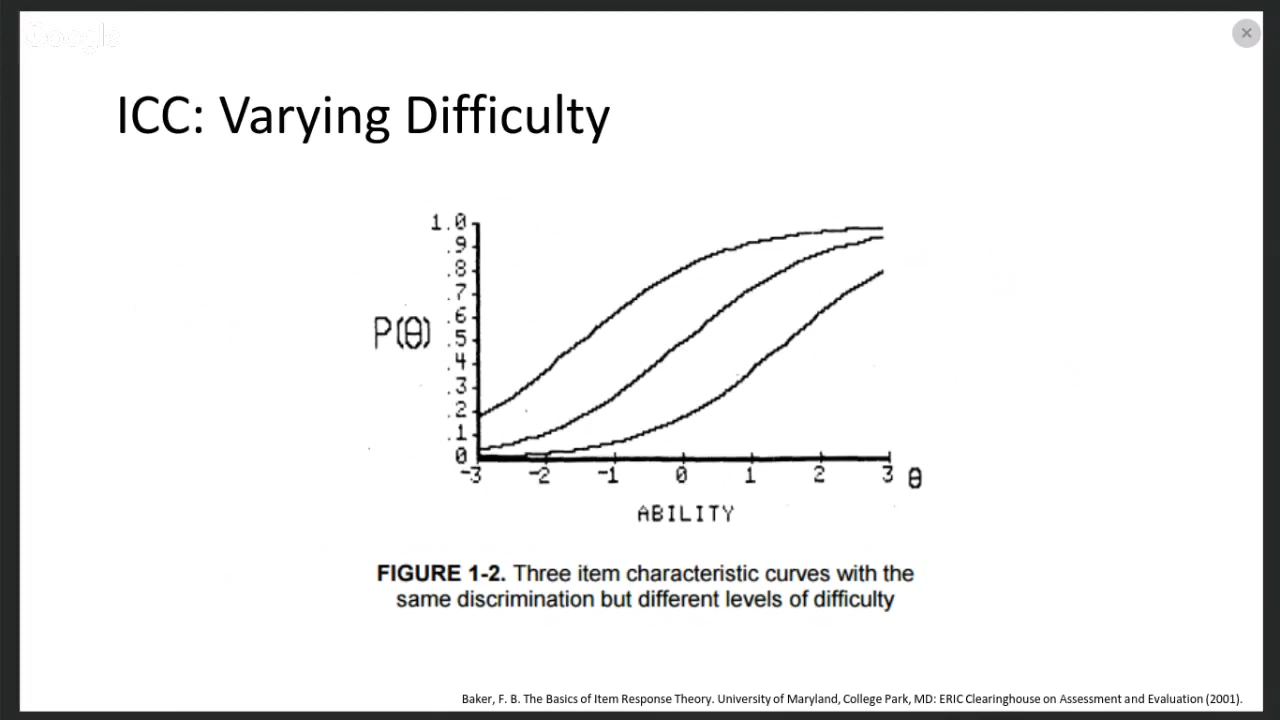 Google
ICC: Varying Difficulty
1.0
.9
.8
.7
.6
.5
.4
.3
.2
.1
0
P(θ)
-3 -2 -1 0 1 2 3 θ
ABILITY
FIGURE 1-2. Three item characteristic curves with the
same discrimination but different levels of difficulty
Baker, F. B. The Basics of Item Response Theory. University of Maryland, College Park, MD: ERIC Clearinghouse on Assessment and Evaluation (2001).